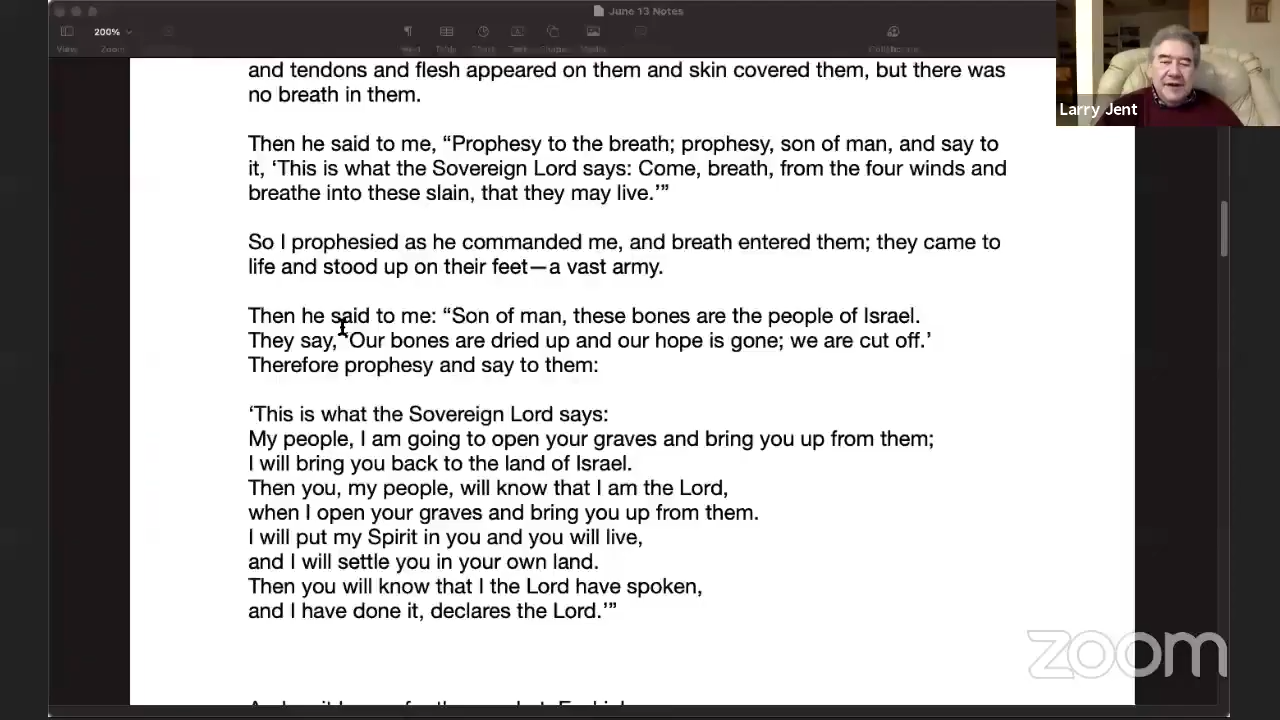 June 13 Notes
200%
View
Zoom
Table
Text
Media
Larry Jent
and tendons and flesh appeared on them and skin covered them, but there was
no breath in them.
Then he said to me, “Prophesy to the breath; prophesy, son of man, and say to
it, ‘This is what the Sovereign Lord says: Come, breath, from the four winds and
breathe into these slain, that they may live.’”
So I prophesied as he commanded me, and breath entered them; they came to
life and stood up on their feet—a vast army.
Then he said to me: “Son of man, these bones are the people of Israel.
They say, ‘Our bones are dried up and our hope is gone; we are cut off.’
Therefore prophesy and say to them:
‘This is what the Sovereign Lord says:
My people, I am going to open your graves and bring you up from them;
I will bring you back to the land of Israel.
Then you, my people, will know that I am the Lord,
when I open your graves and bring you up from them.
I will put my Spirit in you and you will live,
and I will settle you in your own land.
Then you will know that I the Lord have spoken,
and I have done it, declares the Lord.’”
zoom